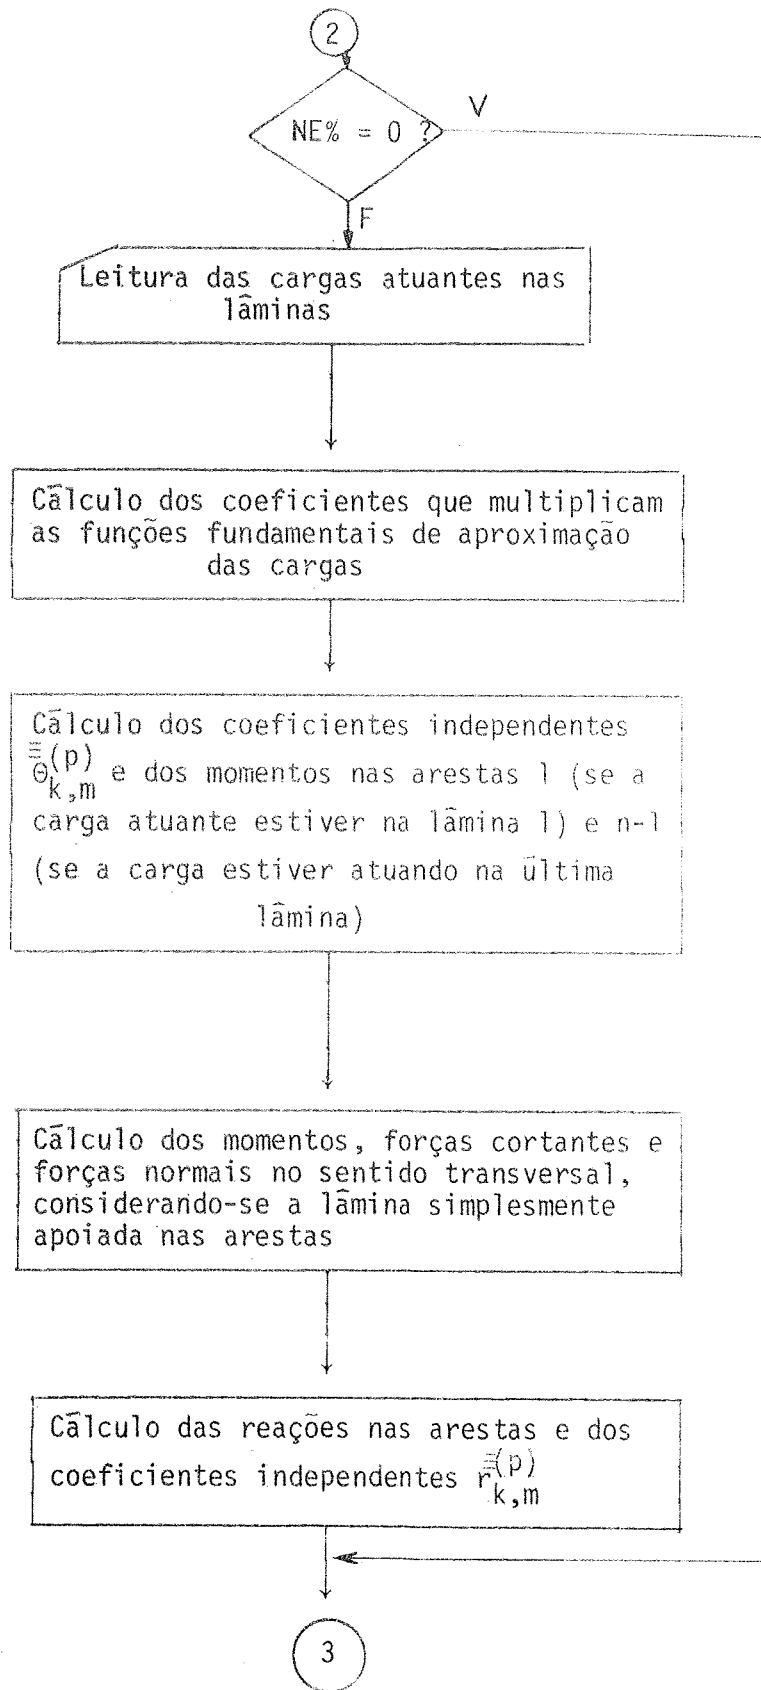 2
NE% = 0 ?
V
F
Leitura das cargas atuantes nas
lâminas
Cálculo dos coeficientes que multiplicam
as funções fundamentais de aproximação
das cargas
Cálculo dos coeficientes independentes
Θ̿̄(p)k,m e dos momentos nas arestas 1 (se a
carga atuante estiver na lâmina 1) e n-1
(se a carga estiver atuando na última
lâmina)
Cálculo dos momentos, forças cortantes e
forças normais no sentido transversal,
considerando-se a lâmina simplesmente
apoiada nas arestas
Cálculo das reações nas arestas e dos
coeficientes independentes r̿̄(p)k,m
3